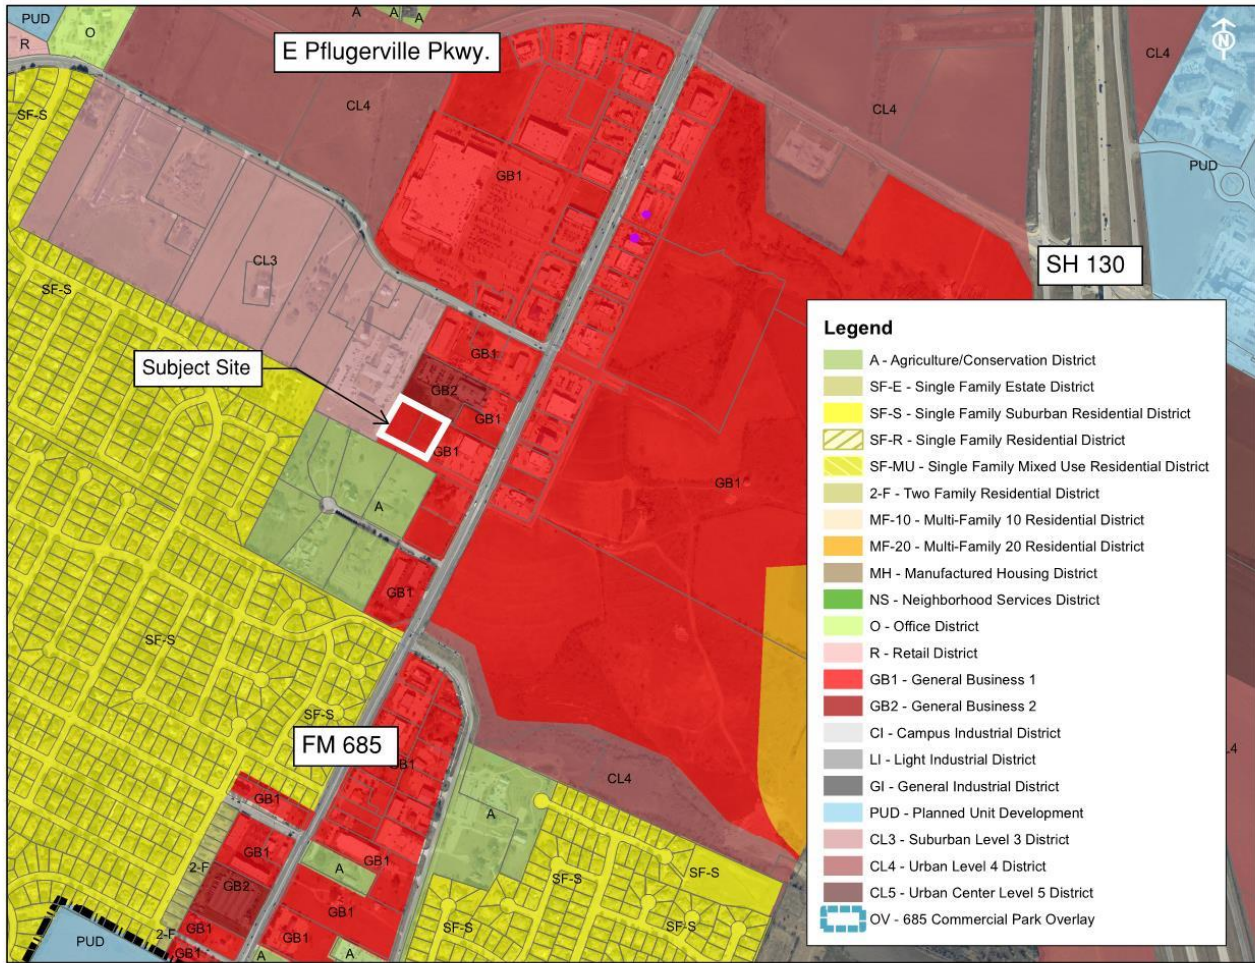 PUD
O
R
A
A
A
N
E Pflugerville Pkwy.
CL4
SF-S
CL4
CL4
PUD
GB1
CL3
SF-S
SH 130
Subject Site
GB1
GB2
GB1
GB1
A
GB1
GB1
SF-S
SF-S
FM 685
GB1
CL4
GB1
A
GB1
GB1
A
2-F
GB2
GB1
SF-S
SF-S
GB1
2-F
GB1
GB1
A
A
SF-S
SF-S
PUD
L4
Legend
A - Agriculture/Conservation District
SF-E - Single Family Estate District
SF-S - Single Family Suburban Residential District
SF-R - Single Family Residential District
SF-MU - Single Family Mixed Use Residential District
2-F - Two Family Residential District
MF-10 - Multi-Family 10 Residential District
MF-20 - Multi-Family 20 Residential District
MH - Manufactured Housing District
NS - Neighborhood Services District
O - Office District
R - Retail District
GB1 - General Business 1
GB2 - General Business 2
CI - Campus Industrial District
LI - Light Industrial District
GI - General Industrial District
PUD - Planned Unit Development
CL3 - Suburban Level 3 District
CL4 - Urban Level 4 District
CL5 - Urban Center Level 5 District
OV - 685 Commercial Park Overlay